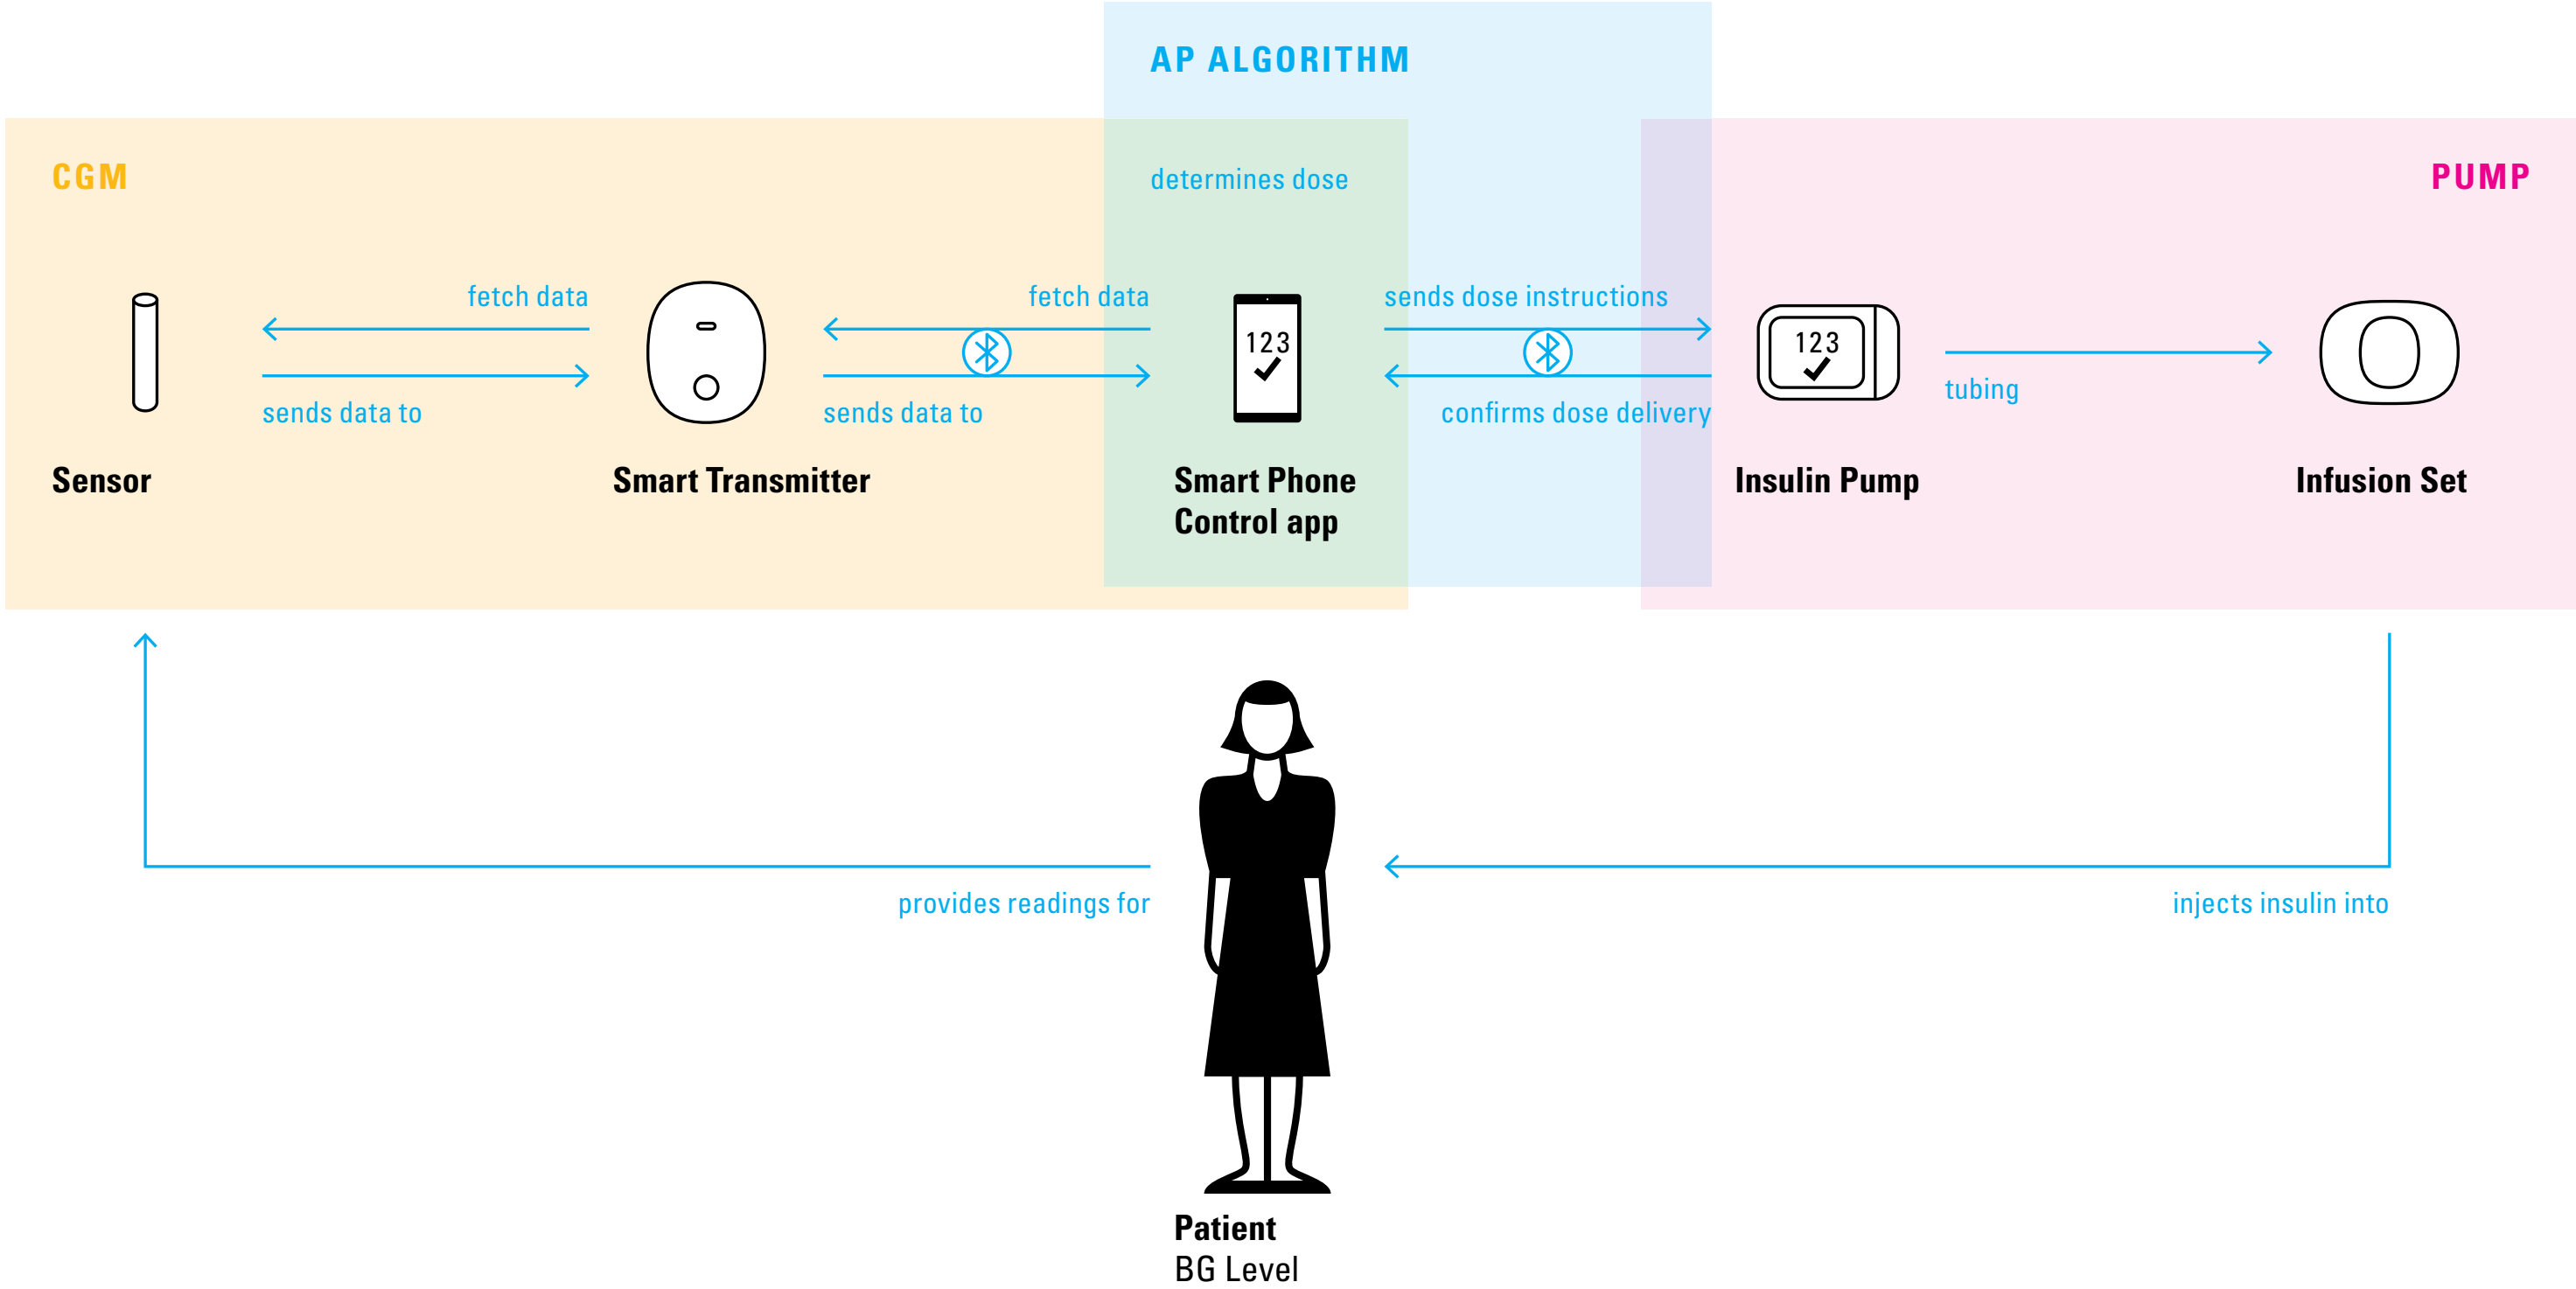 AP ALGORITHM
CGM
determines dose
PUMP
fetch data
fetch data
sends dose instructions
123
123
sends data to
sends data to
confirms dose delivery
tubing
Sensor
Smart Transmitter
Smart Phone
Control app
Insulin Pump
Infusion Set
provides readings for
injects insulin into
Patient
BG Level